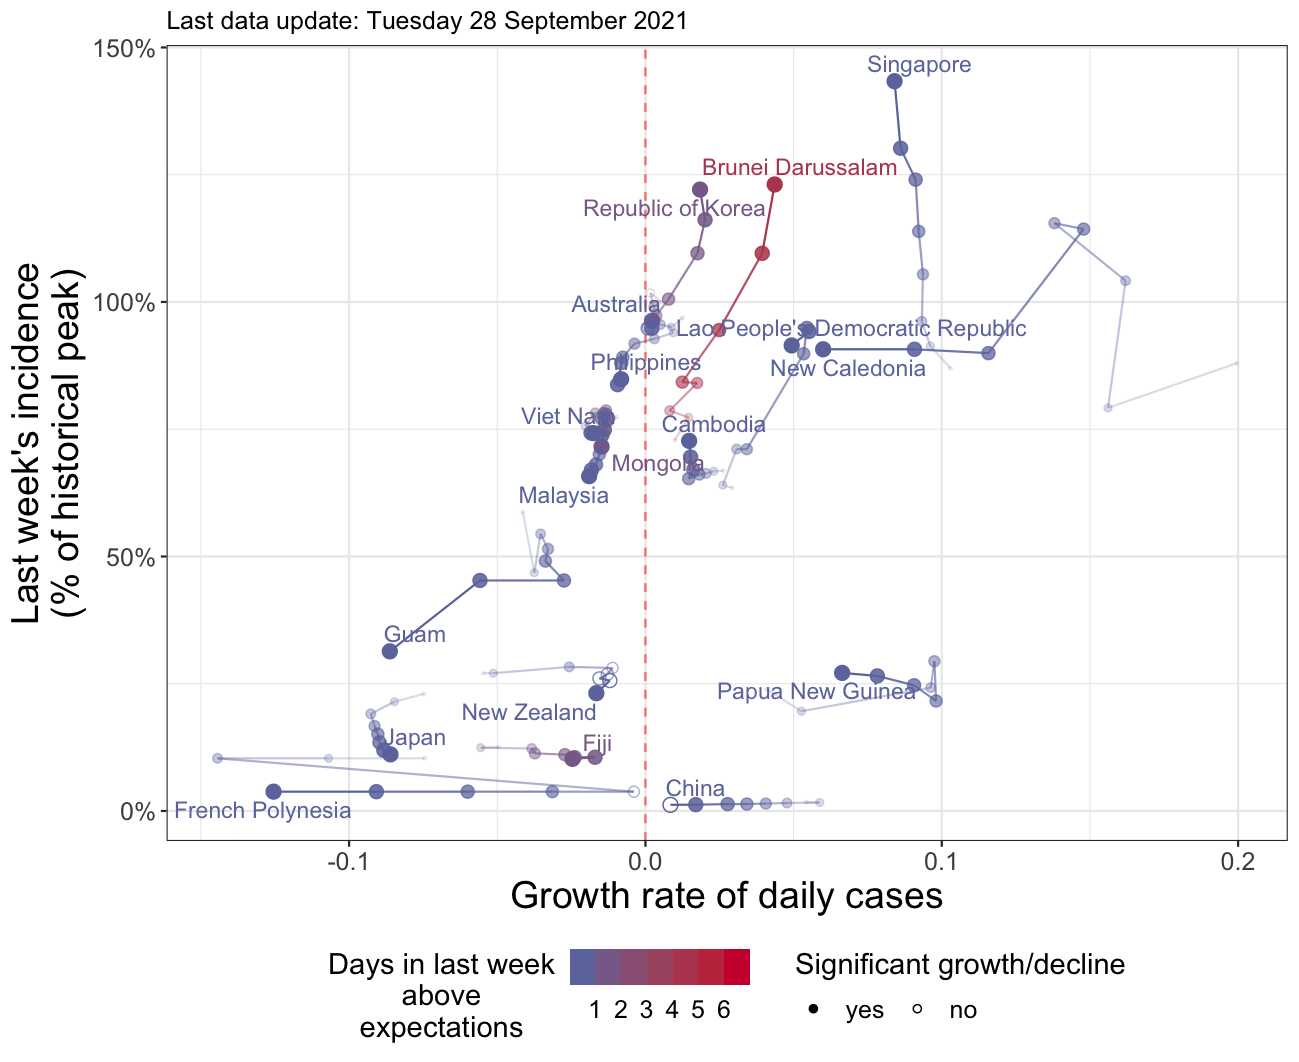 Last data update: Tuesday 28 September 2021
Last week's incidence
(% of historical peak)
150%
100%
50%
0%
Singapore
Brunei Darussalam
Republic of Korea
Australia
Lao People's Democratic Republic
Philippines
New Caledonia
Viet Nam
Cambodia
Mongolia
Malaysia
Guam
Papua New Guinea
New Zealand
Japan
Fiji
China
French Polynesia
-0.1
0.0
0.1
0.2
Growth rate of daily cases
Days in last week
above
expectations
1 2 3 4 5 6
Significant growth/decline
yes
no